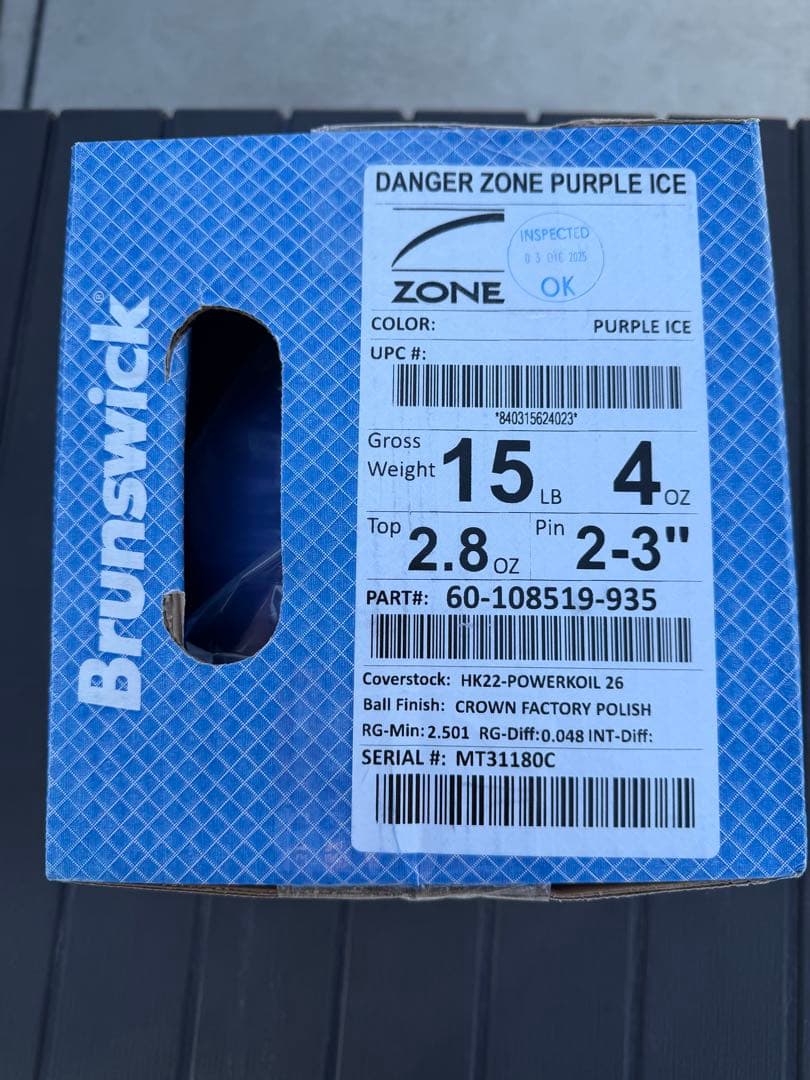 Brunswick®
DANGER ZONE PURPLE ICE
ZONE
INSPECTED
03 DIC 2025
OK
COLOR: PURPLE ICE
UPC #:
*840315624023*
Gross Weight 15 LB 4 OZ
Top 2.8 OZ Pin 2-3"
PART#: 60-108519-935
Coverstock: HK22-POWERKOIL 26
Ball Finish: CROWN FACTORY POLISH
RG-Min: 2.501 RG-Diff: 0.048 INT-Diff:
SERIAL #: MT31180C